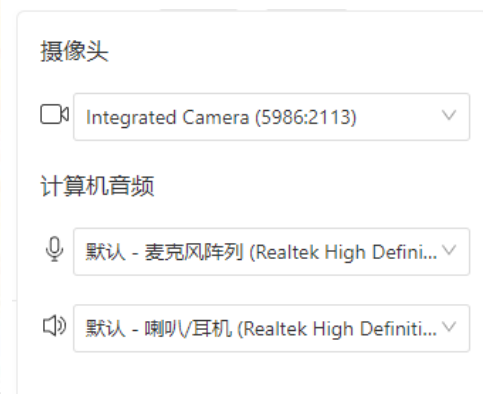 摄像头
Integrated Camera (5986:2113)
计算机音频
默认 - 麦克风阵列 (Realtek High Defini...
默认 - 喇叭/耳机 (Realtek High Definiti...